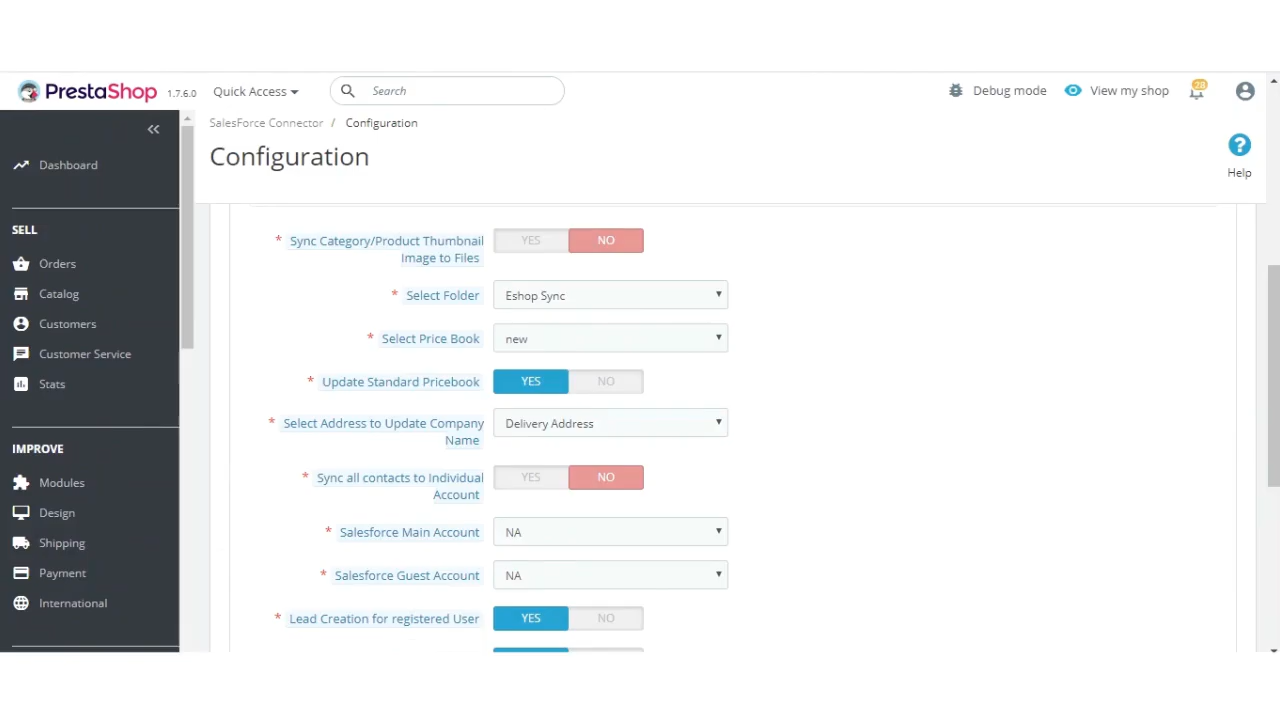 PrestaShop 1.7.6.0 Quick Access Search Debug mode View my shop 28
SalesForce Connector / Configuration
Configuration
Help
Dashboard
SELL
Orders
Catalog
Customers
Customer Service
Stats
IMPROVE
Modules
Design
Shipping
Payment
International
* Sync Category/Product Thumbnail YES NO
Image to Files
* Select Folder Eshop Sync
* Select Price Book new
* Update Standard Pricebook YES NO
* Select Address to Update Company Delivery Address
Name
* Sync all contacts to Individual YES NO
Account
* Salesforce Main Account NA
* Salesforce Guest Account NA
* Lead Creation for registered User YES NO